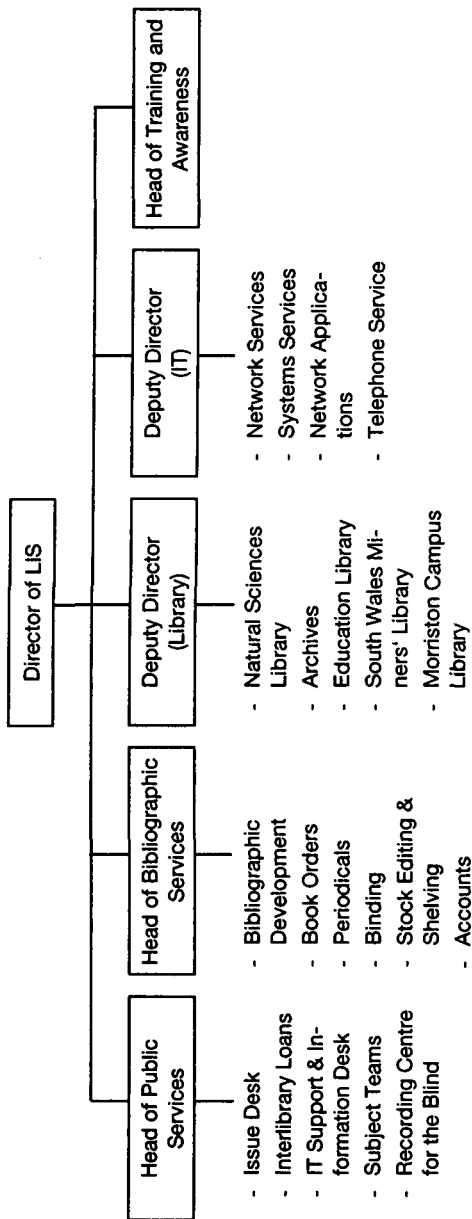 Director of LIS
Head of Public
Services
- Issue Desk
- Interlibrary Loans
- IT Support & In-
formation Desk
- Subject Teams
- Recording Centre
for the Blind
Head of Bibliographic
Services
- Bibliographic
Development
- Book Orders
- Periodicals
- Binding
- Stock Editing &
Shelving
- Accounts
Deputy Director
(Library)
- Natural Sciences
Library
- Archives
- Education Library
- South Wales Mi-
ners' Library
- Morriston Campus
Library
Deputy Director
(IT)
- Network Services
- Systems Services
- Network Applica-
tions
- Telephone Service
Head of Training and
Awareness